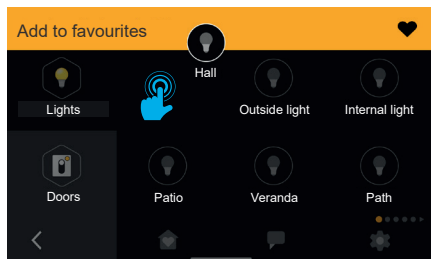 Add to favourites
Hall
Lights
Outside light
Internal light
Doors
Patio
Veranda
Path